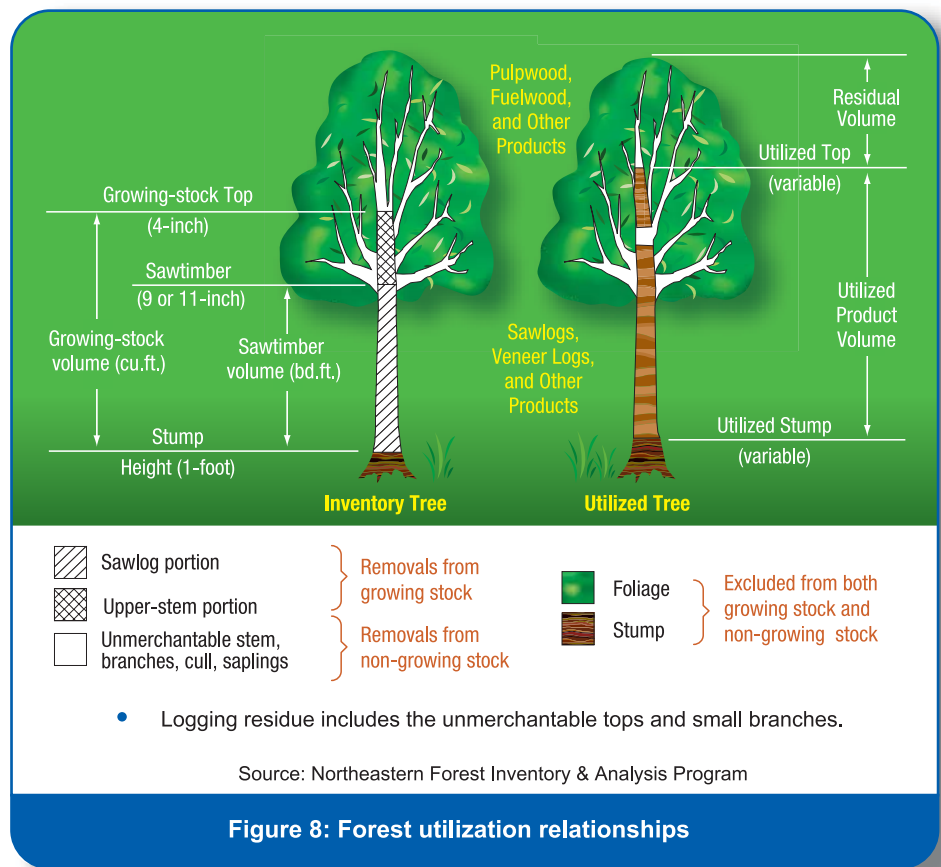 Pulpwood,
Fuelwood,
and Other
Products
Residual
Volume
Utilized Top
(variable)
Growing-stock Top
(4-inch)
Sawtimber
(9 or 11-inch)
Growing-stock
volume (cu.ft.)
Sawtimber
volume (bd.ft.)
Utilized
Product
Volume
Sawlogs,
Veneer Logs,
and Other
Products
Stump
Height (1-foot)
Utilized Stump
(variable)
Inventory Tree
Utilized Tree
Sawlog portion
Upper-stem portion
Removals from
growing stock
Unmerchantable stem,
branches, cull, saplings
Removals from
non-growing stock
Foliage
Stump
Excluded from both
growing stock and
non-growing stock
• Logging residue includes the unmerchantable tops and small branches.
Source: Northeastern Forest Inventory & Analysis Program
Figure 8: Forest utilization relationships